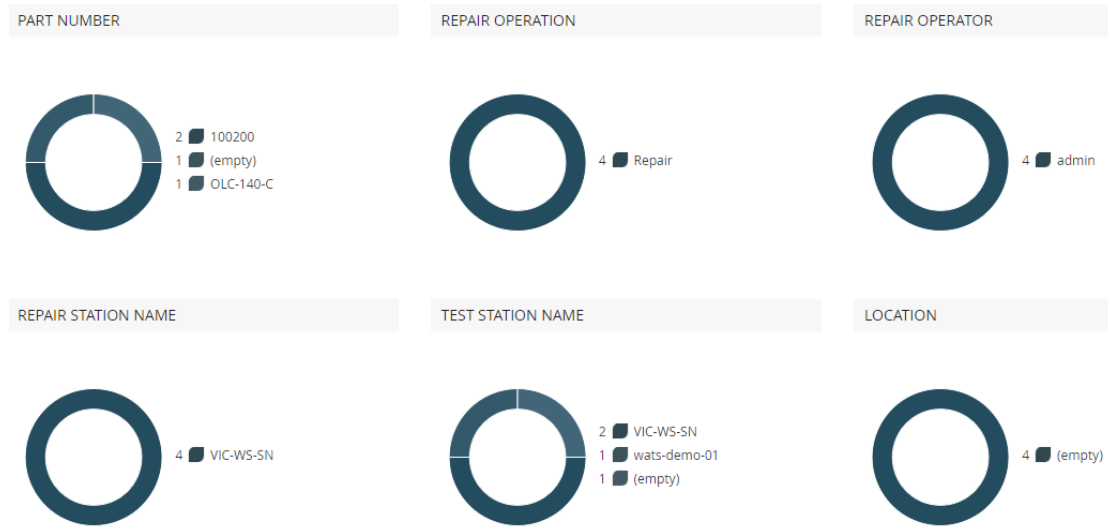 PART NUMBER
2 100200
1 (empty)
1 OLC-140-C
REPAIR OPERATION
4 Repair
REPAIR OPERATOR
4 admin
REPAIR STATION NAME
4 VIC-WS-SN
TEST STATION NAME
2 VIC-WS-SN
1 wats-demo-01
1 (empty)
LOCATION
4 (empty)